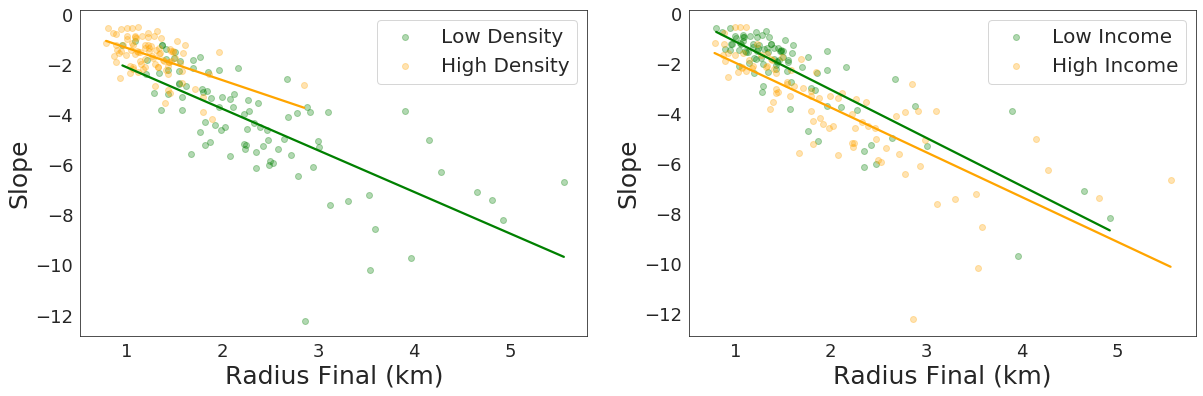 0
−2
−4
−6
−8
−10
−12
Slope
1 2 3 4 5
Radius Final (km)
Low Density
High Density
0
−2
−4
−6
−8
−10
−12
Slope
1 2 3 4 5
Radius Final (km)
Low Income
High Income